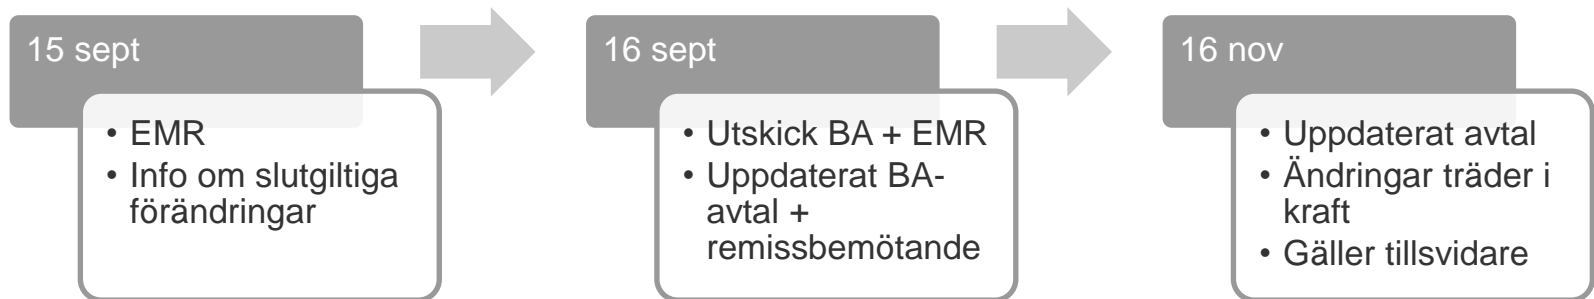 15 sept
• EMR
• Info om slutgiltiga
förändringar
16 sept
• Utskick BA + EMR
• Uppdaterat BA-
avtal +
remissbemötande
16 nov
• Uppdaterat avtal
• Ändringar träder i
kraft
• Gäller tillsvidare